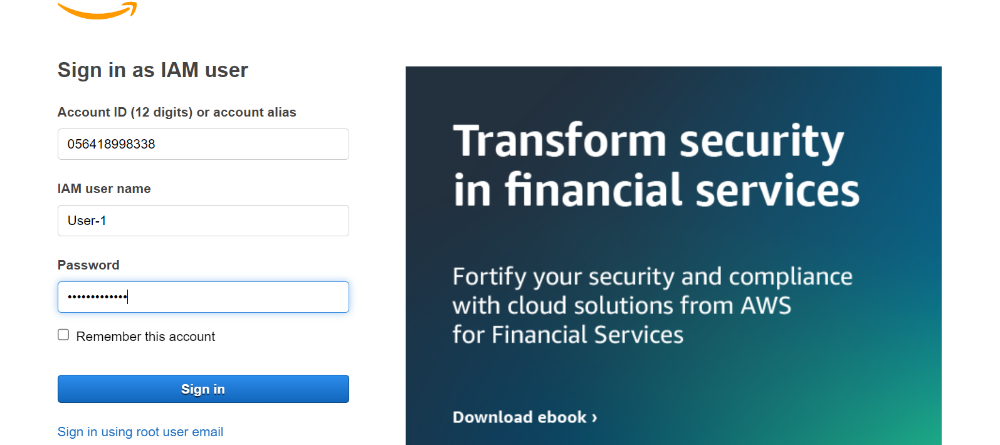 Sign in as IAM user
Account ID (12 digits) or account alias
056418998338
IAM user name
User-1
Password
•••••••••••••
Remember this account
Sign in
Sign in using root user email
Transform security
in financial services
Fortify your security and compliance
with cloud solutions from AWS
for Financial Services
Download ebook ›